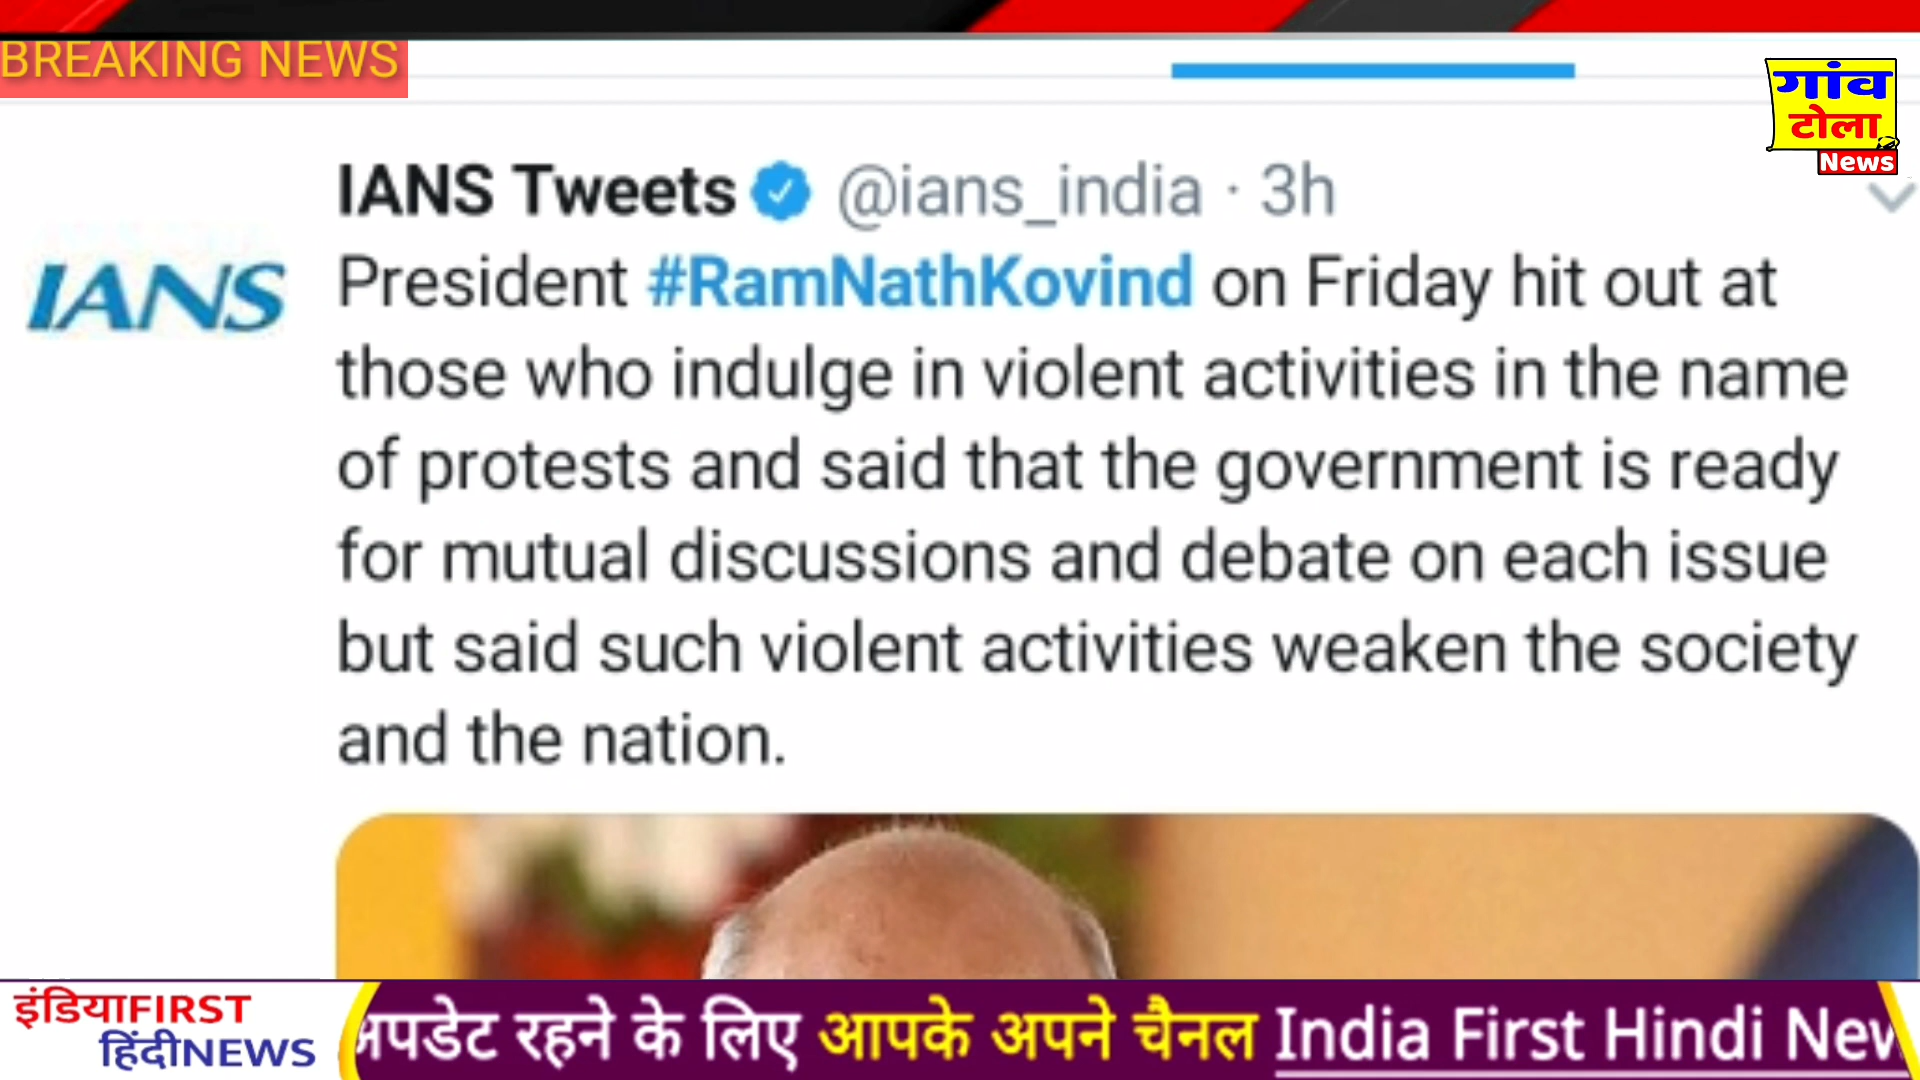 BREAKING NEWS
गांव
टोला
News
IANS Tweets @ians_india · 3h
IANS
President #RamNathKovind on Friday hit out at
those who indulge in violent activities in the name
of protests and said that the government is ready
for mutual discussions and debate on each issue
but said such violent activities weaken the society
and the nation.
इंडियाFIRST
हिंदीNEWS
अपडेट रहने के लिए आपके अपने चैनल India First Hindi New